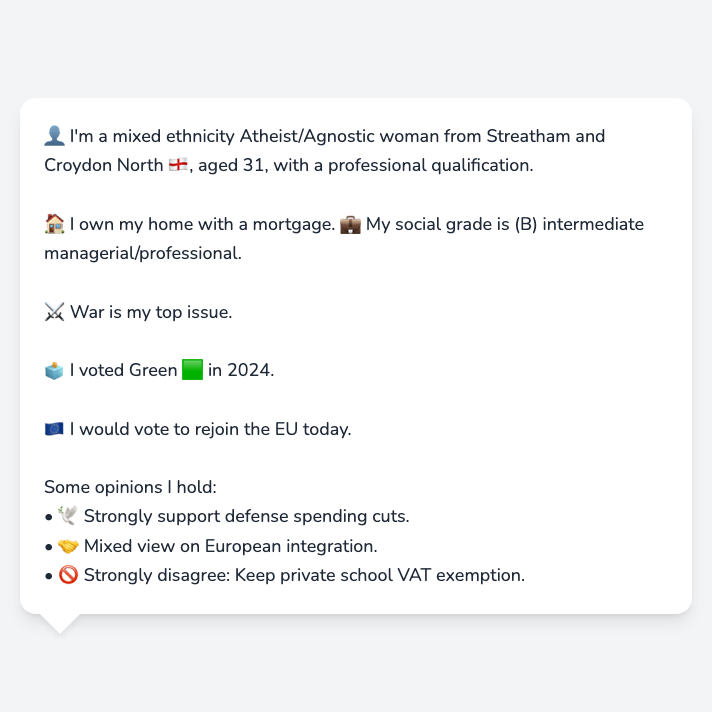 👤 I'm a mixed ethnicity Atheist/Agnostic woman from Streatham and
Croydon North 🏴󠁧󠁢󠁥󠁮󠁧󠁿, aged 31, with a professional qualification.
🏠 I own my home with a mortgage. 💼 My social grade is (B) intermediate
managerial/professional.
⚔️ War is my top issue.
🗳️ I voted Green 🟩 in 2024.
🇪🇺 I would vote to rejoin the EU today.
Some opinions I hold:
• 🕊️ Strongly support defense spending cuts.
• 🤝 Mixed view on European integration.
• 🚫 Strongly disagree: Keep private school VAT exemption.